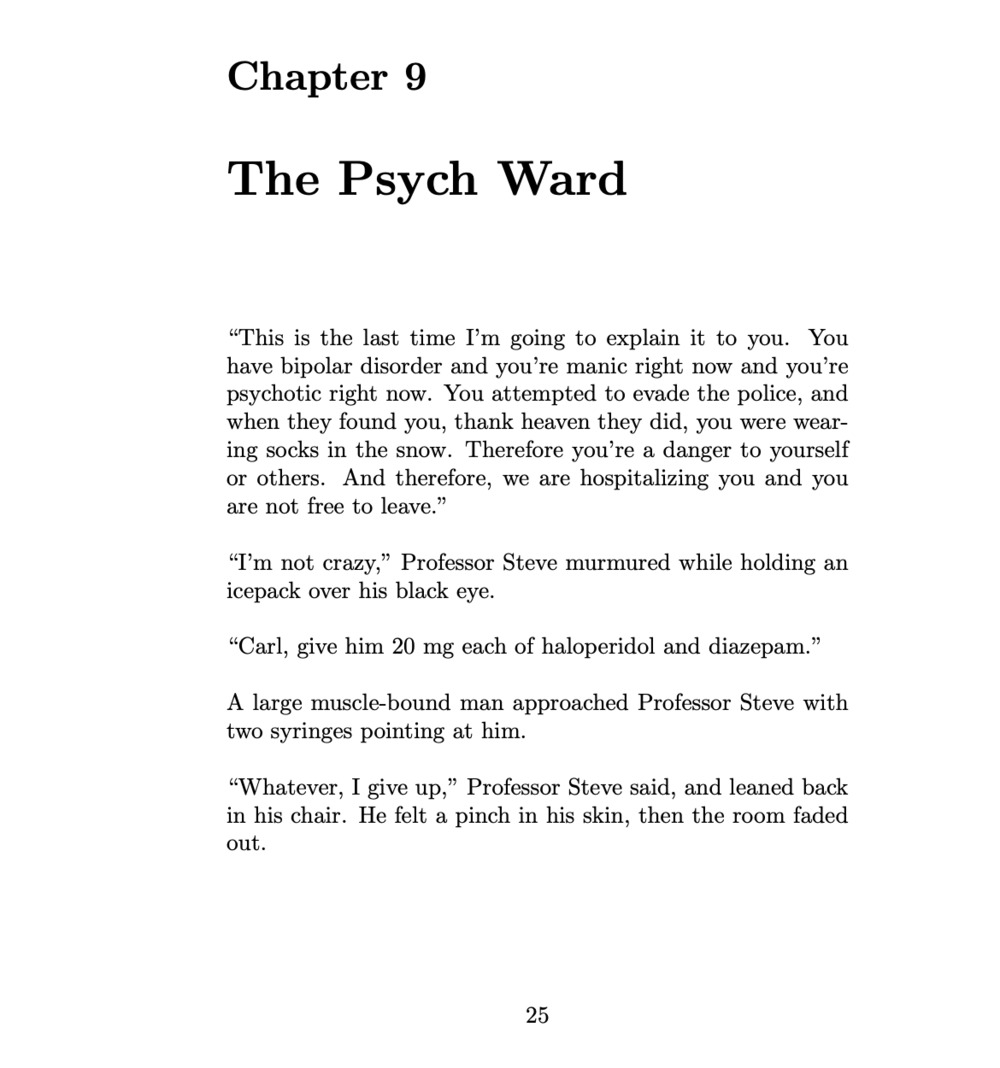 Chapter 9
The Psych Ward
“This is the last time I’m going to explain it to you. You
have bipolar disorder and you’re manic right now and you’re
psychotic right now. You attempted to evade the police, and
when they found you, thank heaven they did, you were wear-
ing socks in the snow. Therefore you’re a danger to yourself
or others. And therefore, we are hospitalizing you and you
are not free to leave.”
“I’m not crazy,” Professor Steve murmured while holding an
icepack over his black eye.
“Carl, give him 20 mg each of haloperidol and diazepam.”
A large muscle-bound man approached Professor Steve with
two syringes pointing at him.
“Whatever, I give up,” Professor Steve said, and leaned back
in his chair. He felt a pinch in his skin, then the room faded
out.
25